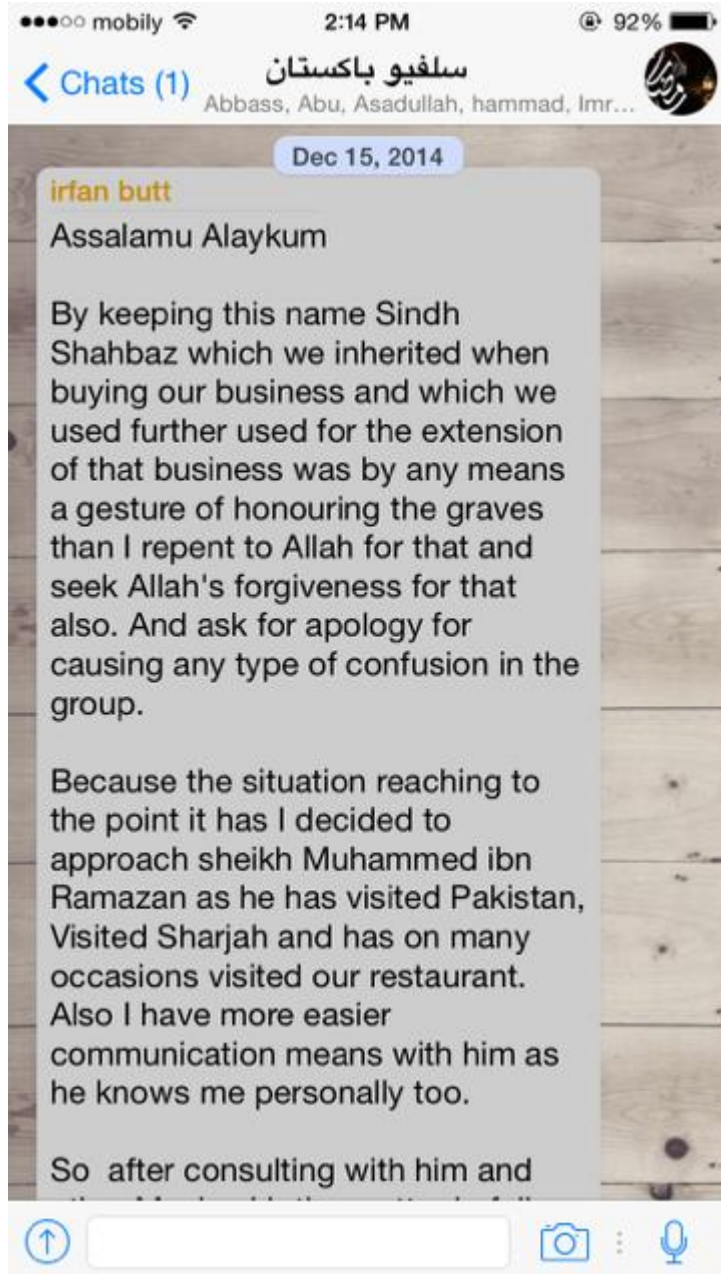 mobily 2:14 PM 92%
Chats (1) سلفيو باكستان
Abbass, Abu, Asadullah, hammad, Imr...
Dec 15, 2014
irfan butt
Assalamu Alaykum
By keeping this name Sindh
Shahbaz which we inherited when
buying our business and which we
used further used for the extension
of that business was by any means
a gesture of honouring the graves
than I repent to Allah for that and
seek Allah's forgiveness for that
also. And ask for apology for
causing any type of confusion in the
group.
Because the situation reaching to
the point it has I decided to
approach sheikh Muhammed ibn
Ramazan as he has visited Pakistan,
Visited Sharjah and has on many
occasions visited our restaurant.
Also I have more easier
communication means with him as
he knows me personally too.
So  after consulting with him and